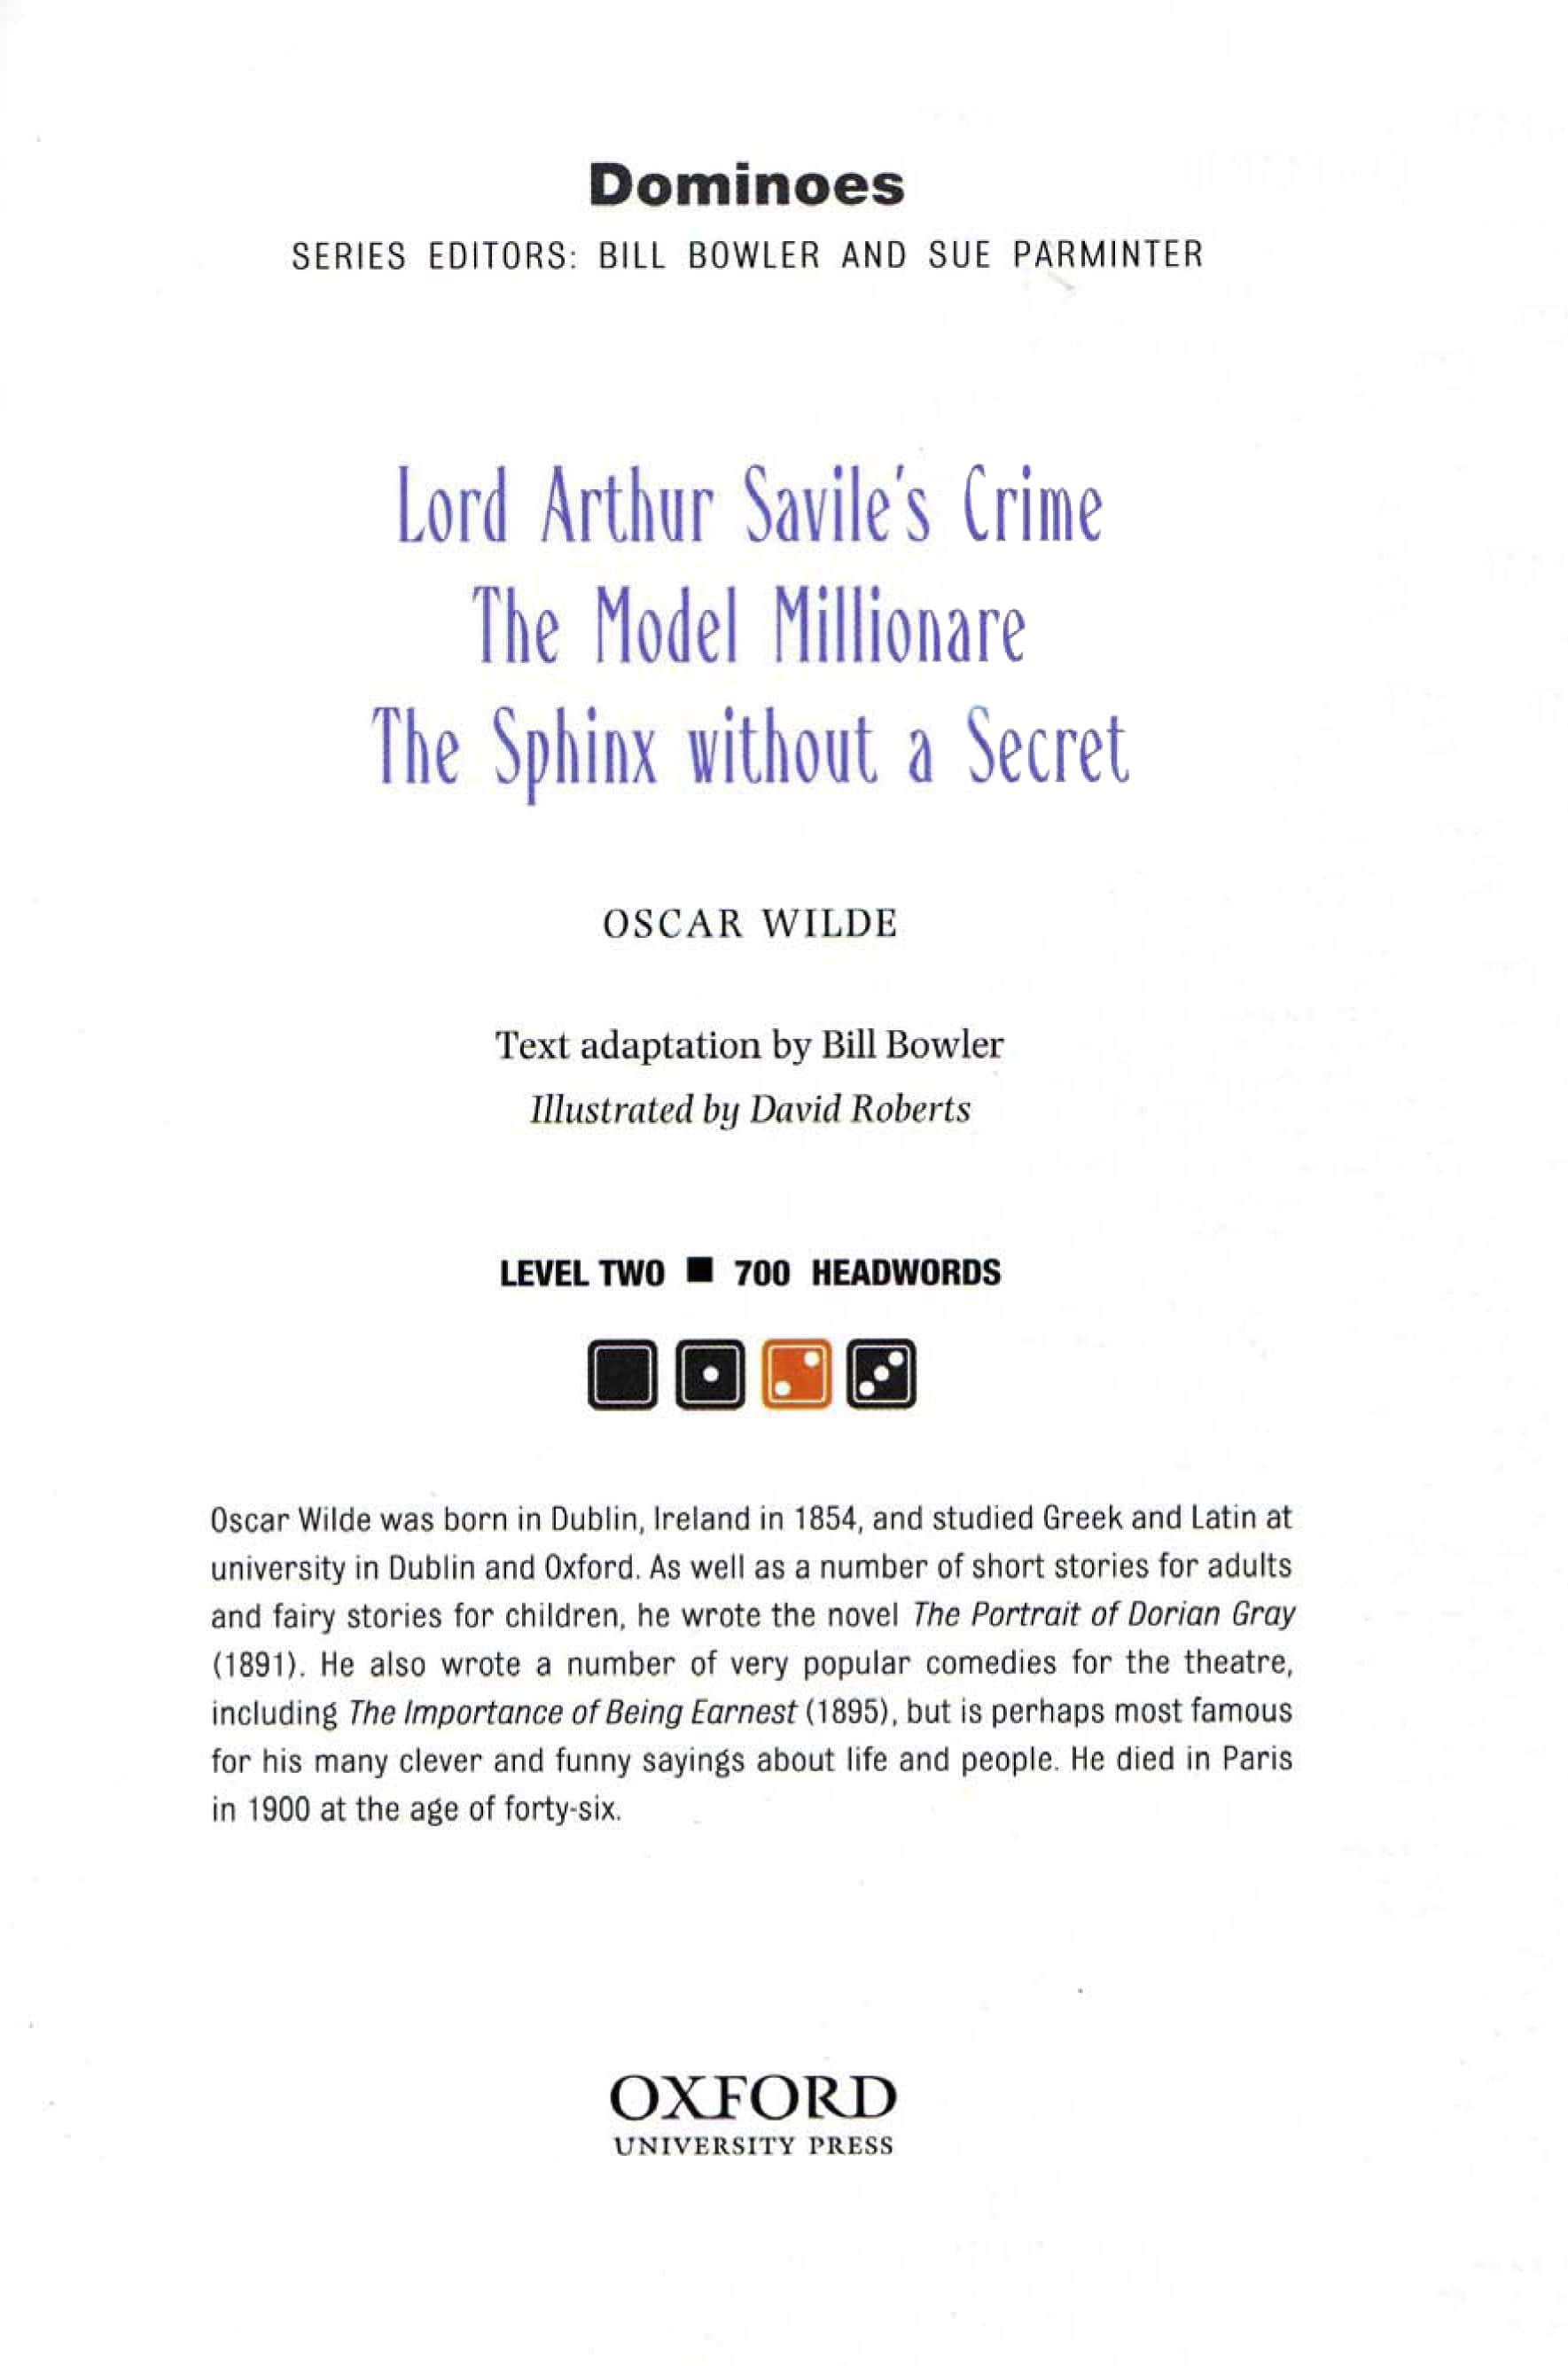 Dominoes
SERIES EDITORS: BILL BOWLER AND SUE PARMINTER
Lord Arthur Savile's Crime
The Model Millionare
The Sphinx without a Secret
OSCAR WILDE
Text adaptation by Bill Bowler
Illustrated by David Roberts
LEVEL TWO ■ 700 HEADWORDS
Oscar Wilde was born in Dublin, Ireland in 1854, and studied Greek and Latin at
university in Dublin and Oxford. As well as a number of short stories for adults
and fairy stories for children, he wrote the novel The Portrait of Dorian Gray
(1891). He also wrote a number of very popular comedies for the theatre,
including The Importance of Being Earnest (1895), but is perhaps most famous
for his many clever and funny sayings about life and people. He died in Paris
in 1900 at the age of forty-six.
OXFORD
UNIVERSITY PRESS